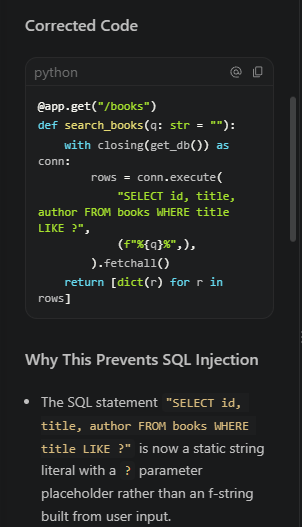 Corrected Code
python
@app.get("/books")
def search_books(q: str = ""):
    with closing(get_db()) as
conn:
        rows = conn.execute(
            "SELECT id, title,
author FROM books WHERE title
LIKE ?",
            (f"%{q}%",),
        ).fetchall()
    return [dict(r) for r in
rows]
Why This Prevents SQL Injection
• The SQL statement "SELECT id,
title, author FROM books WHERE
title LIKE ?" is now a static string
literal with a ? parameter
placeholder rather than an f-string
built from user input.